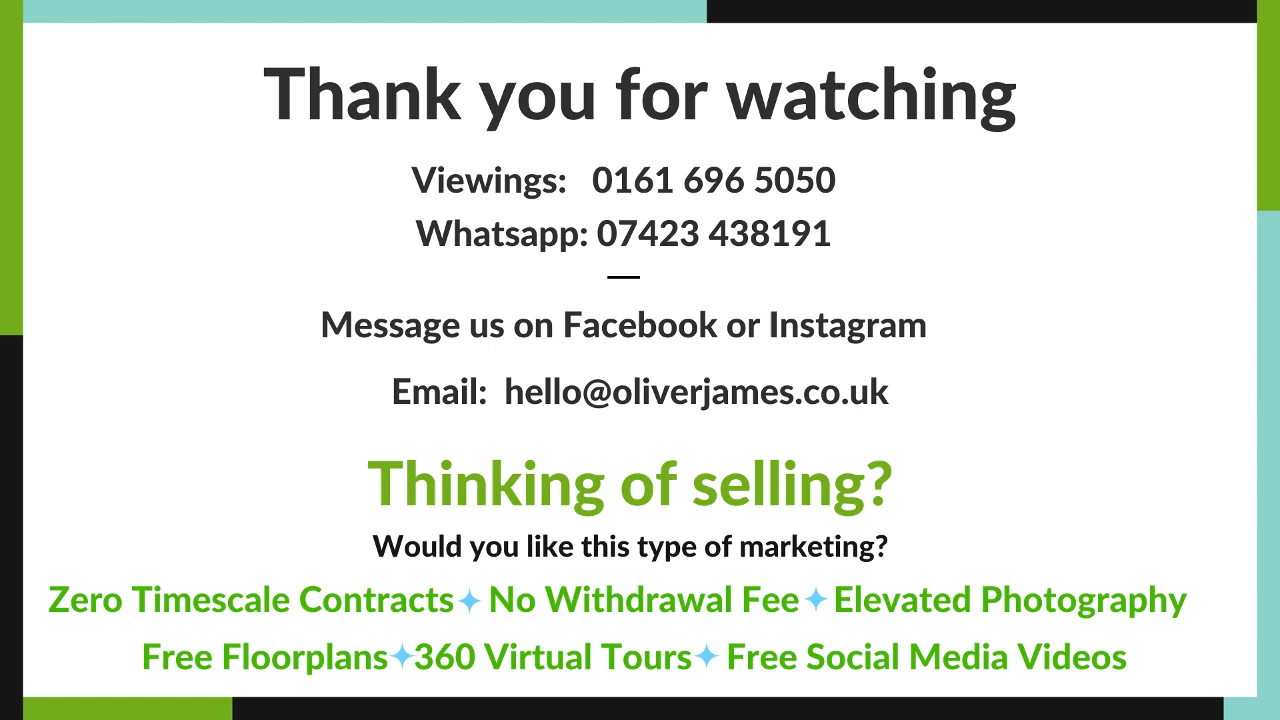 Thank you for watching
Viewings: 0161 696 5050
Whatsapp: 07423 438191
—
Message us on Facebook or Instagram
Email: hello@oliverjames.co.uk
Thinking of selling?
Would you like this type of marketing?
Zero Timescale Contracts✦ No Withdrawal Fee✦ Elevated Photography
Free Floorplans✦360 Virtual Tours✦ Free Social Media Videos